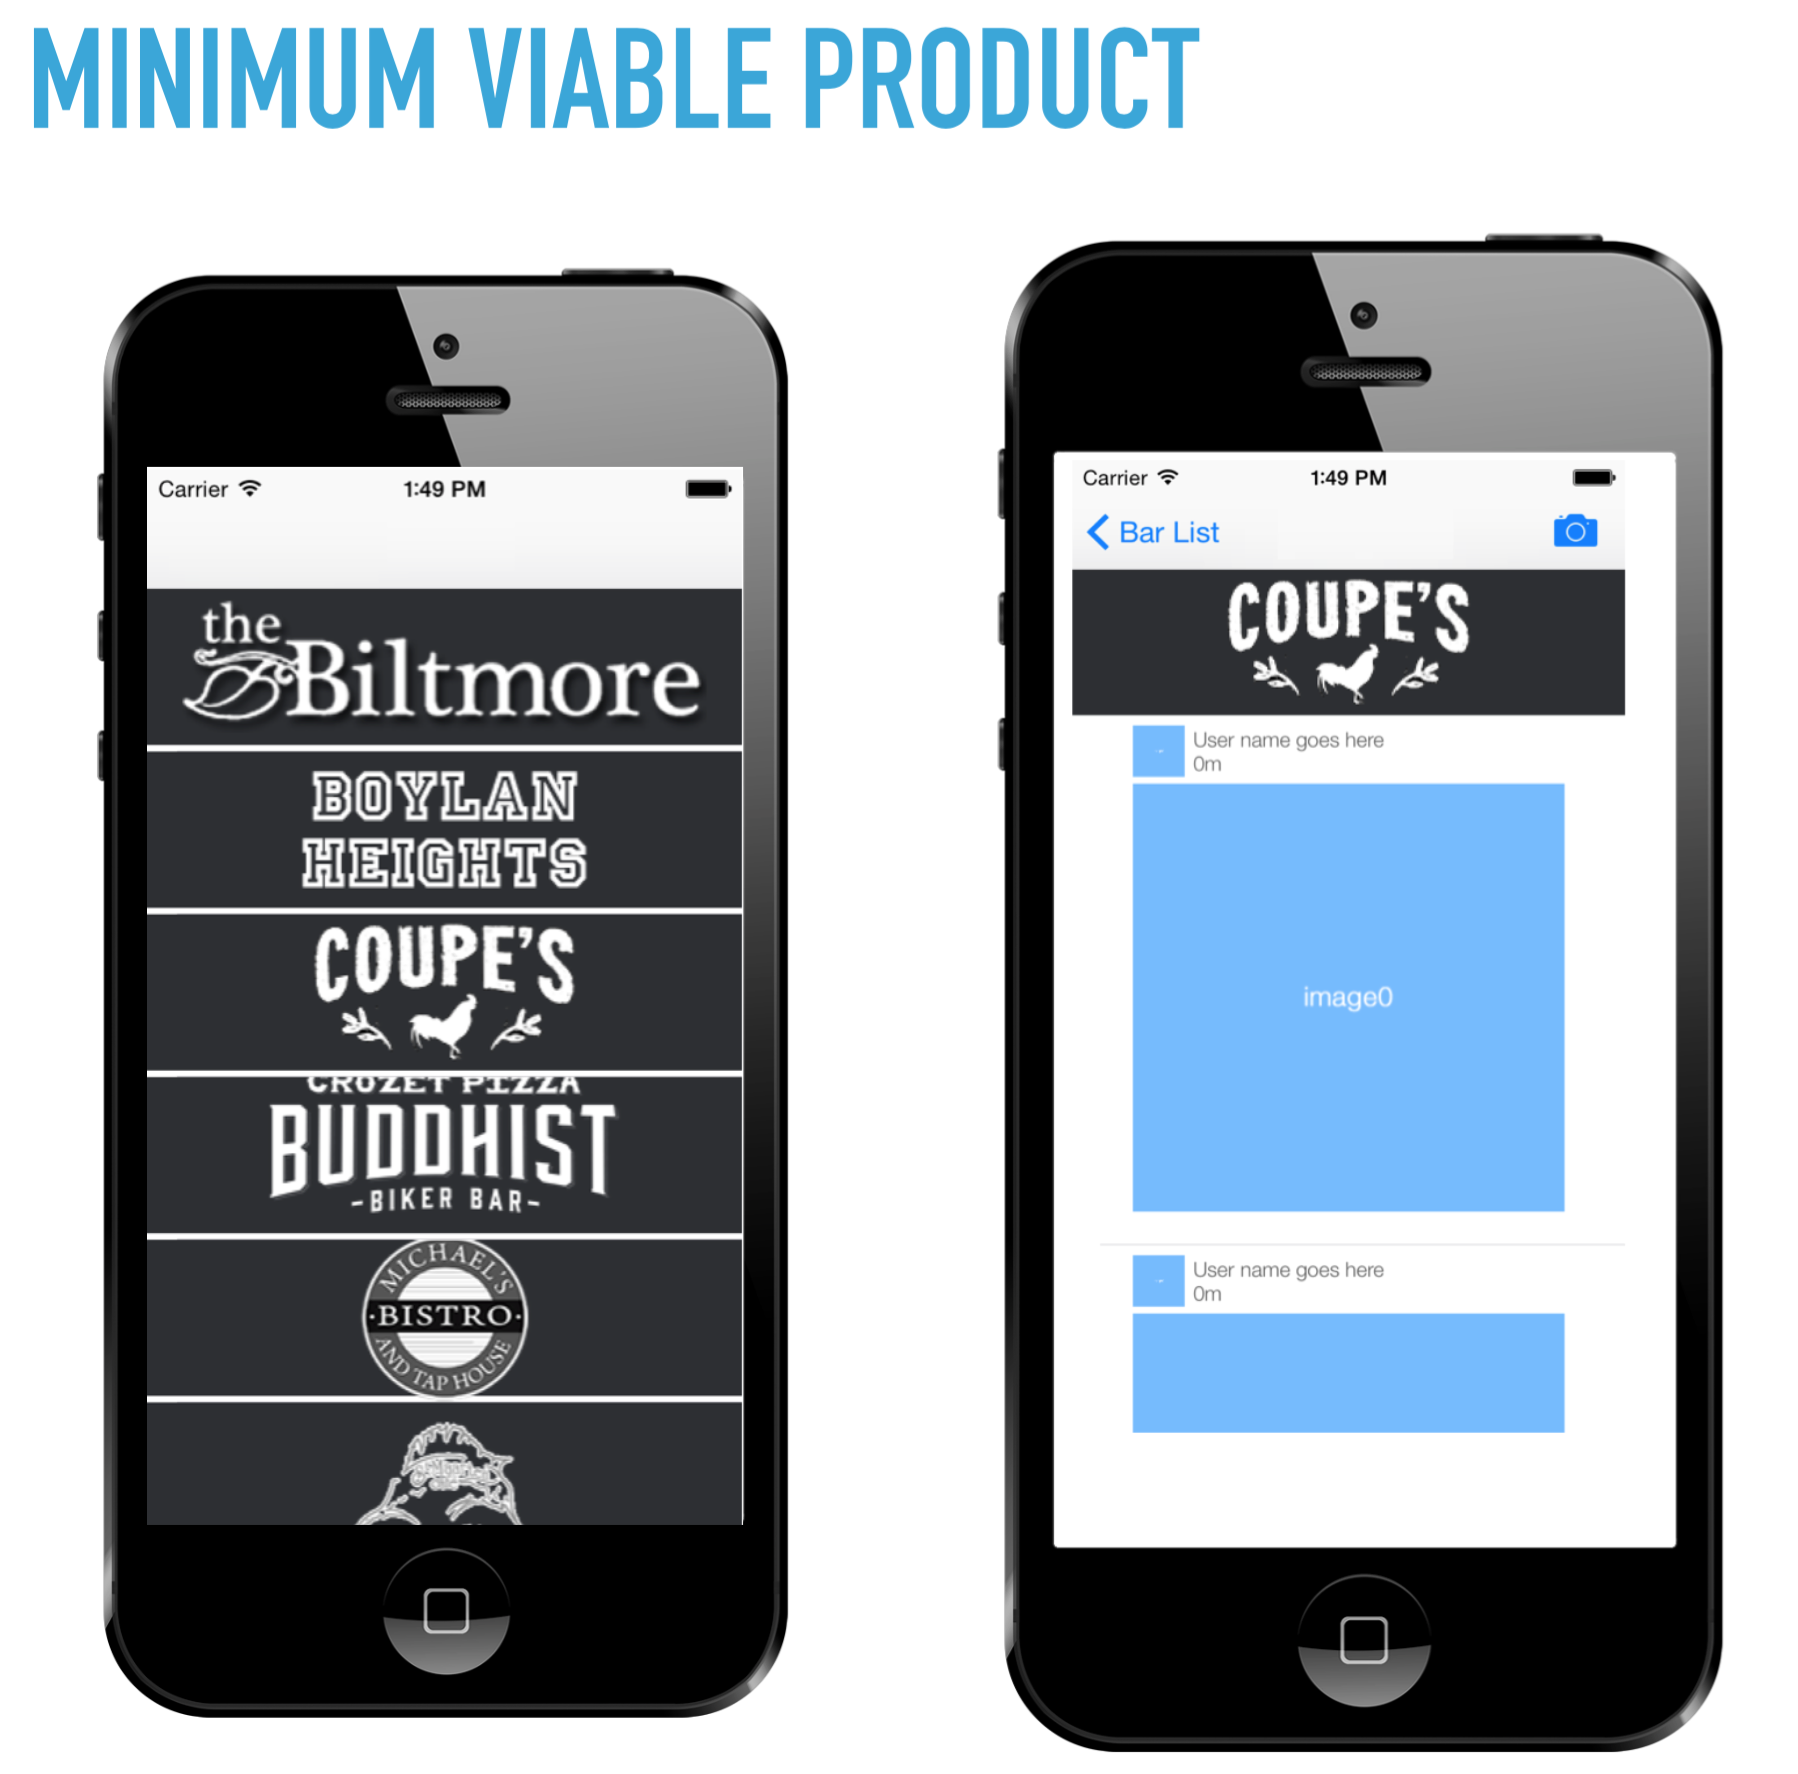 MINIMUM VIABLE PRODUCT
Carrier
1:49 PM
the
Biltmore
BOYLAN
HEIGHTS
COUPE'S
CROZET PIZZA
BUDDHIST
-BIKER BAR-
MICHAEL'S
·BISTRO·
AND TAP HOUSE
Carrier
1:49 PM
Bar List
COUPE'S
User name goes here
0m
image0
User name goes here
0m